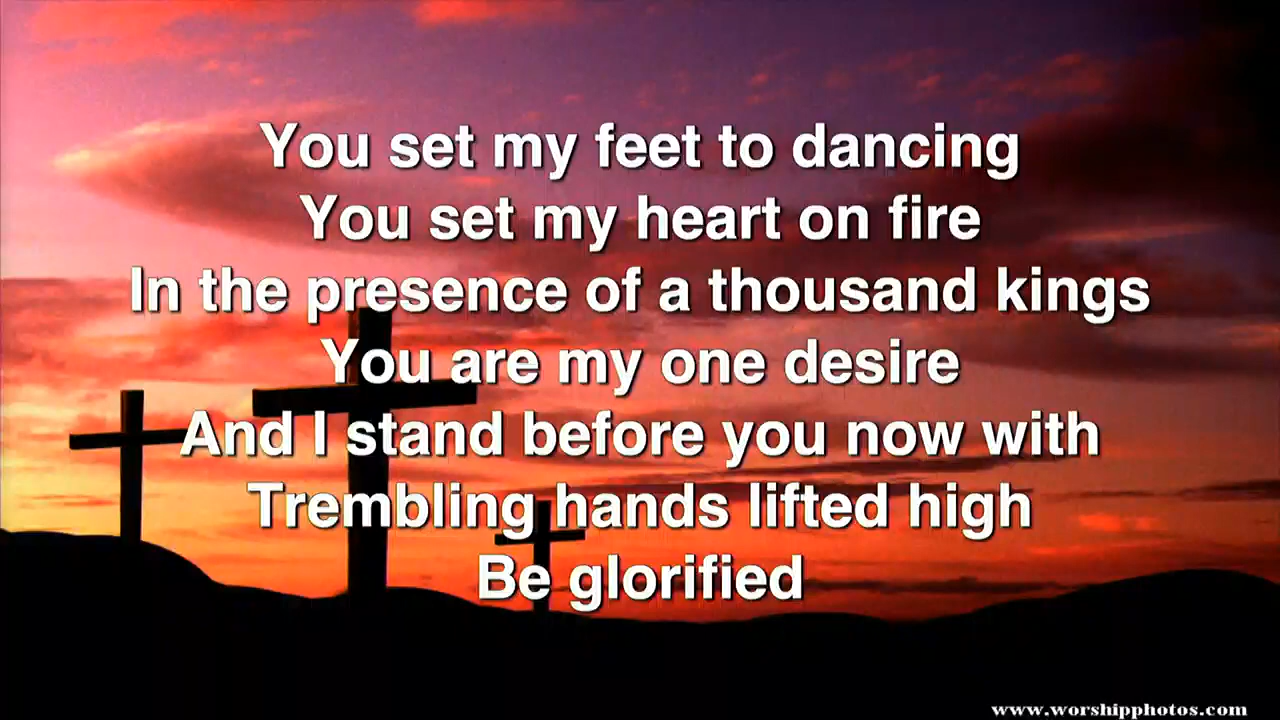 You set my feet to dancing
You set my heart on fire
In the presence of a thousand kings
You are my one desire
And I stand before you now with
Trembling hands lifted high
Be glorified
www.worshipphotos.com